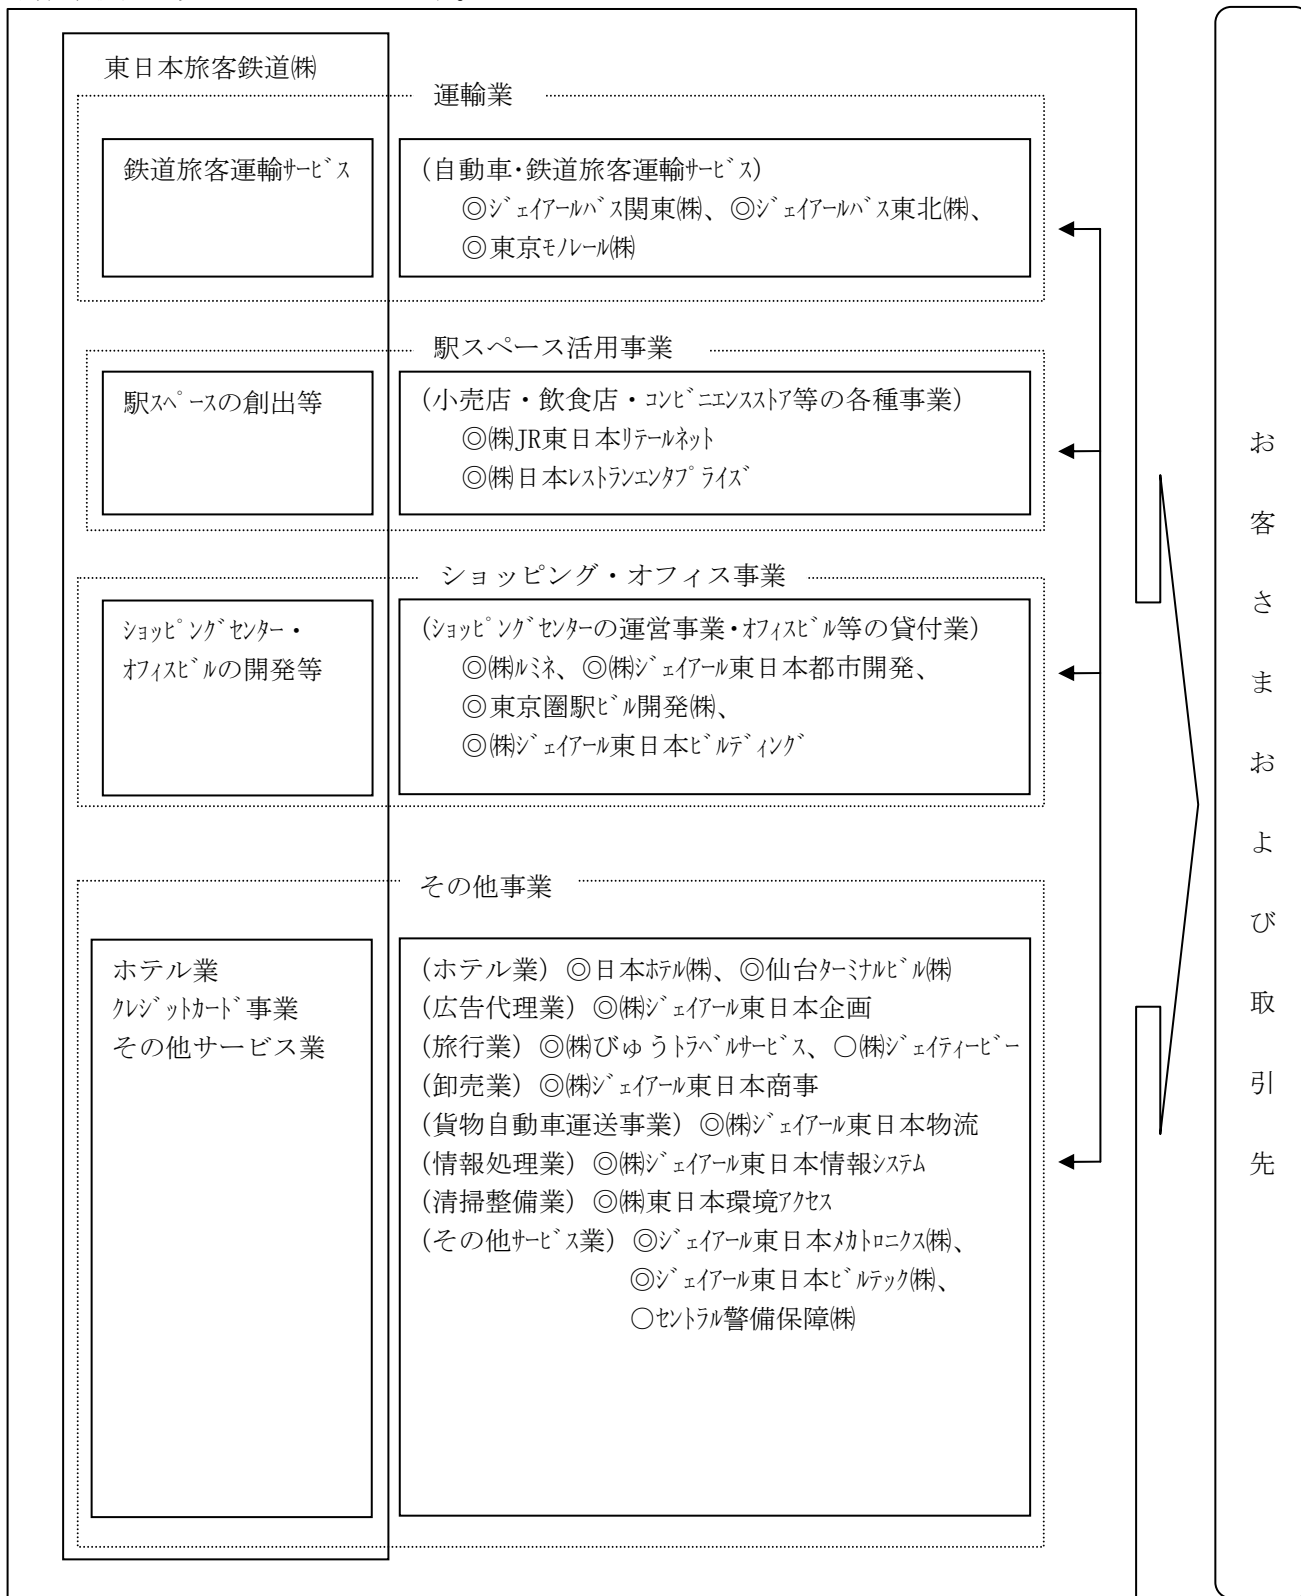 東日本旅客鉄道㈱
運輸業
鉄道旅客運輸ｻｰﾋﾞｽ
(自動車・鉄道旅客運輸ｻｰﾋﾞｽ)
◎ｼﾞｪｲｱｰﾙﾊﾞｽ関東㈱、◎ｼﾞｪｲｱｰﾙﾊﾞｽ東北㈱、
◎東京ﾓﾉﾚｰﾙ㈱
駅スペース活用事業
駅ｽﾍﾟｰｽの創出等
(小売店・飲食店・ｺﾝﾋﾞﾆｴﾝｽｽﾄｱ等の各種事業)
◎㈱JR東日本ﾘﾃｰﾙﾈｯﾄ
◎㈱日本ﾚｽﾄﾗﾝｴﾝﾀﾌﾟﾗｲｽﾞ
ショッピング・オフィス事業
ｼｮｯﾋﾟﾝｸﾞｾﾝﾀｰ・
ｵﾌｨｽﾋﾞﾙの開発等
(ｼｮｯﾋﾟﾝｸﾞｾﾝﾀｰの運営事業・ｵﾌｨｽﾋﾞﾙ等の貸付業)
◎㈱ﾙﾐﾈ、◎㈱ｼﾞｪｲｱｰﾙ東日本都市開発、
◎東京圏駅ﾋﾞﾙ開発㈱、
◎㈱ｼﾞｪｲｱｰﾙ東日本ﾋﾞﾙﾃﾞｨﾝｸﾞ
その他事業
ホテル業
ｸﾚｼﾞｯﾄｶｰﾄﾞ事業
その他サービス業
(ホテル業) ◎日本ﾎﾃﾙ㈱、◎仙台ﾀｰﾐﾅﾙﾋﾞﾙ㈱
(広告代理業) ◎㈱ｼﾞｪｲｱｰﾙ東日本企画
(旅行業) ◎㈱びゅうﾄﾗﾍﾞﾙｻｰﾋﾞｽ、○㈱ｼﾞｪｲﾃｨｰﾋﾞｰ
(卸売業) ◎㈱ｼﾞｪｲｱｰﾙ東日本商事
(貨物自動車運送事業) ◎㈱ｼﾞｪｲｱｰﾙ東日本物流
(情報処理業) ◎㈱ｼﾞｪｲｱｰﾙ東日本情報ｼｽﾃﾑ
(清掃整備業) ◎㈱東日本環境ｱｸｾｽ
(その他ｻｰﾋﾞｽ業) ◎ｼﾞｪｲｱｰﾙ東日本ﾒｶﾄﾛﾆｸｽ㈱、
◎ｼﾞｪｲｱｰﾙ東日本ﾋﾞﾙﾃｯｸ㈱、
○ｾﾝﾄﾗﾙ警備保障㈱
お客さまおよび取引先